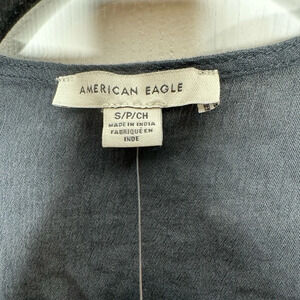 AMERICAN EAGLE
S/P/CH
MADE IN INDIA
FABRIQUÉ EN
INDE